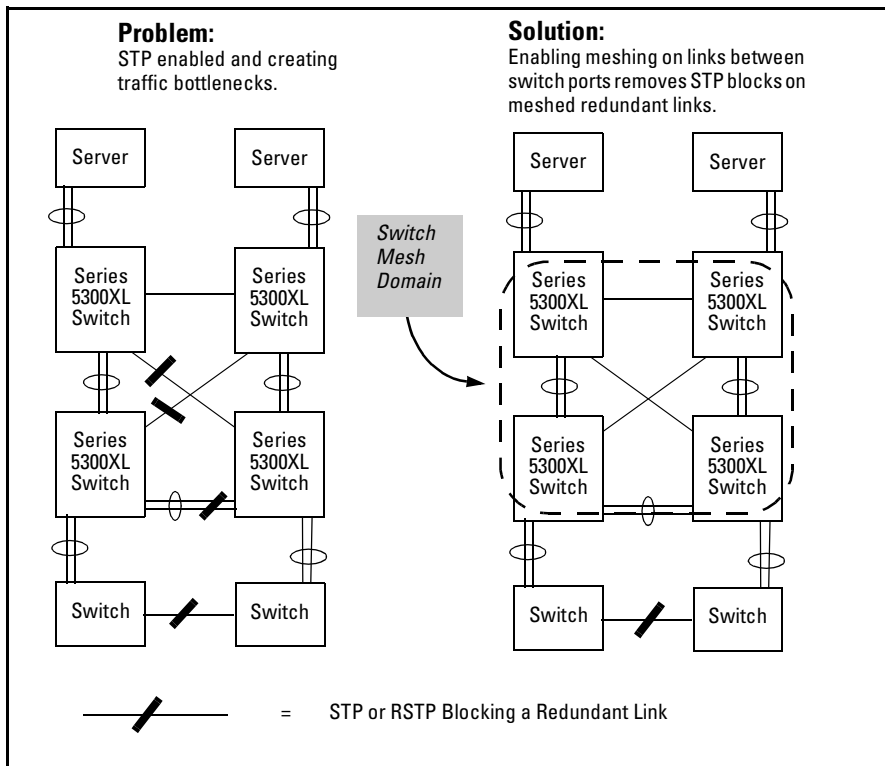 Problem:
STP enabled and creating
traffic bottlenecks.
Solution:
Enabling meshing on links between
switch ports removes STP blocks on
meshed redundant links.
Server
Server
Series
5300XL
Switch
Series
5300XL
Switch
Series
5300XL
Switch
Series
5300XL
Switch
Switch
Switch
Switch
Mesh
Domain
Server
Server
Series
5300XL
Switch
Series
5300XL
Switch
Series
5300XL
Switch
Series
5300XL
Switch
Switch
Switch
= STP or RSTP Blocking a Redundant Link